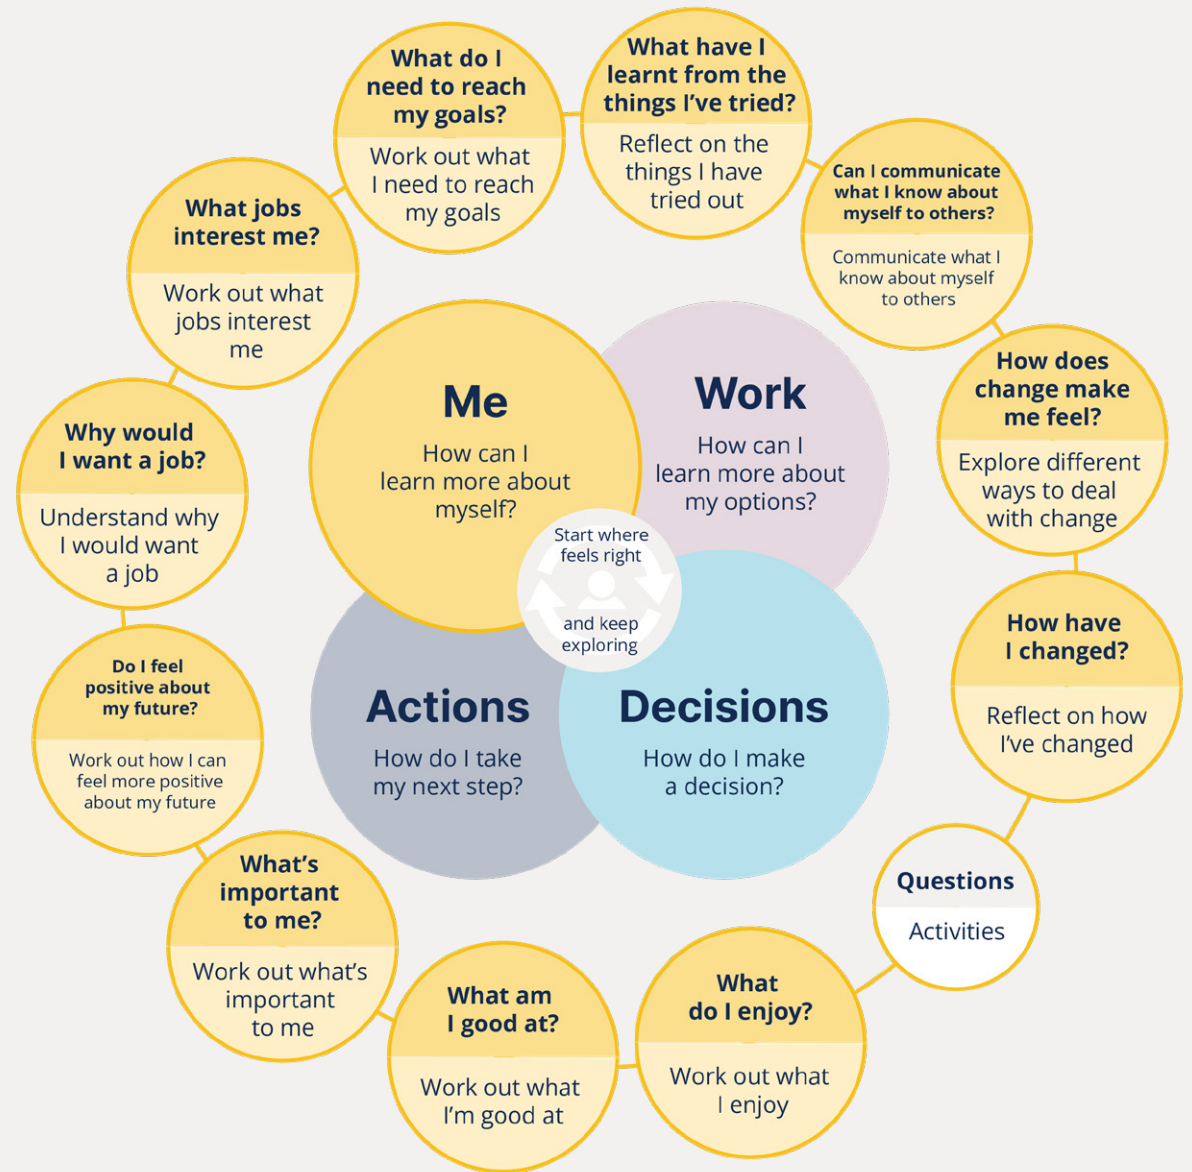 What do I
need to reach
my goals?
Work out what
I need to reach
my goals
What have I
learnt from the
things I’ve tried?
Reflect on the
things I have
tried out
Can I communicate
what I know about
myself to others?
Communicate what I
know about myself
to others
How does
change make
me feel?
Explore different
ways to deal
with change
How have
I changed?
Reflect on how
I’ve changed
Questions
Activities
What
do I enjoy?
Work out what
I enjoy
What am
I good at?
Work out what
I'm good at
What’s
important
to me?
Work out what’s
important
to me
Do I feel
positive about
my future?
Work out how I can
feel more positive
about my future
Why would
I want a job?
Understand why
I would want
a job
What jobs
interest me?
Work out what
jobs interest
me
Me
How can I
learn more about
myself?
Work
How can I
learn more about
my options?
Start where
feels right
and keep
exploring
Actions
How do I take
my next step?
Decisions
How do I make
a decision?